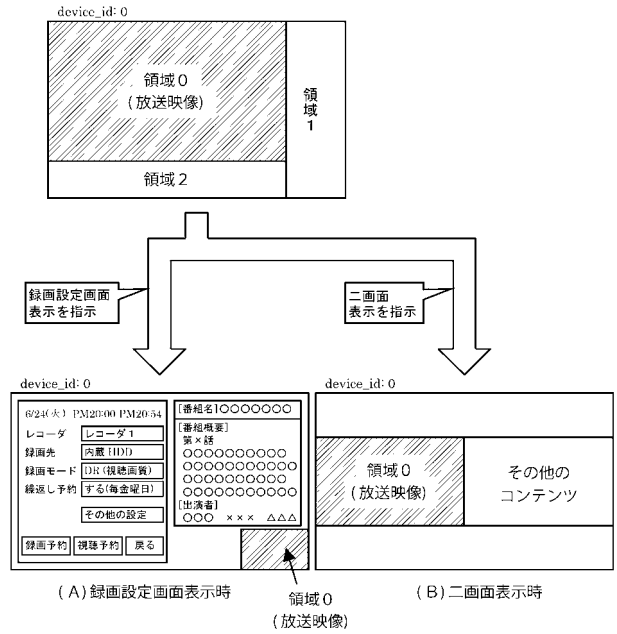 device_id: 0
領域0
(放送映像)
領域1
領域2
録画設定画面
表示を指示
二画面
表示を指示
device_id: 0
6/24(火) PM20:00 PM20:54
レコーダ レコーダ1
録画先 内蔵HDD
録画モード DR(視聴画質)
繰返し予約 する(毎金曜日)
その他の設定
録画予約 視聴予約 戻る
[番組名]○○○○○○○
[番組概要]
第×話
○○○○○○○○○○
○○○○○○○○○○○
○○○○○○○○○○
○○○○○○○○○○○
[出演者]
○○○ ××× △△△
領域0
(放送映像)
(A)録画設定画面表示時
device_id: 0
領域0
(放送映像)
その他の
コンテンツ
(B)二画面表示時